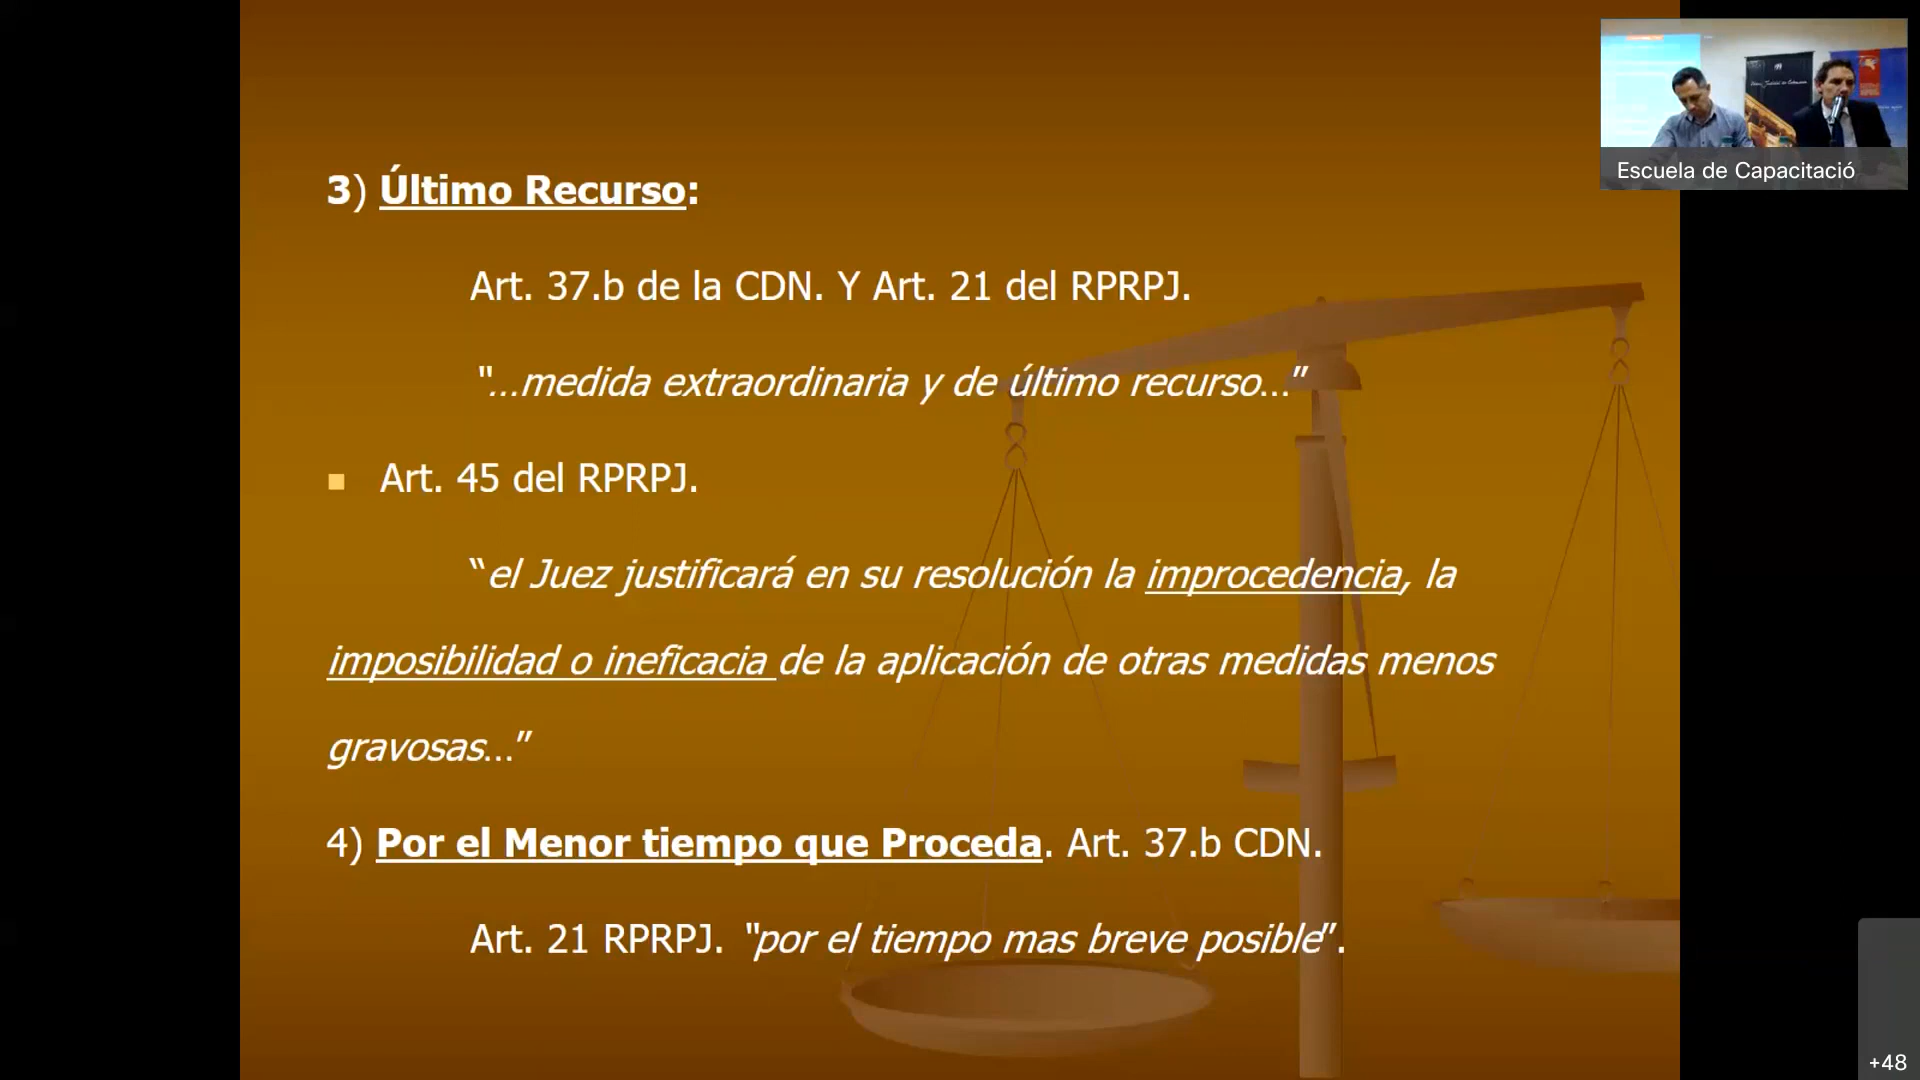 3) Último Recurso:
Art. 37.b de la CDN. Y Art. 21 del RPRPJ.
"…medida extraordinaria y de último recurso…"
Art. 45 del RPRPJ.
"el Juez justificará en su resolución la improcedencia, la
imposibilidad o ineficacia de la aplicación de otras medidas menos
gravosas…"
4) Por el Menor tiempo que Proceda. Art. 37.b CDN.
Art. 21 RPRPJ. "por el tiempo mas breve posible".
Escuela de Capacitació
+48